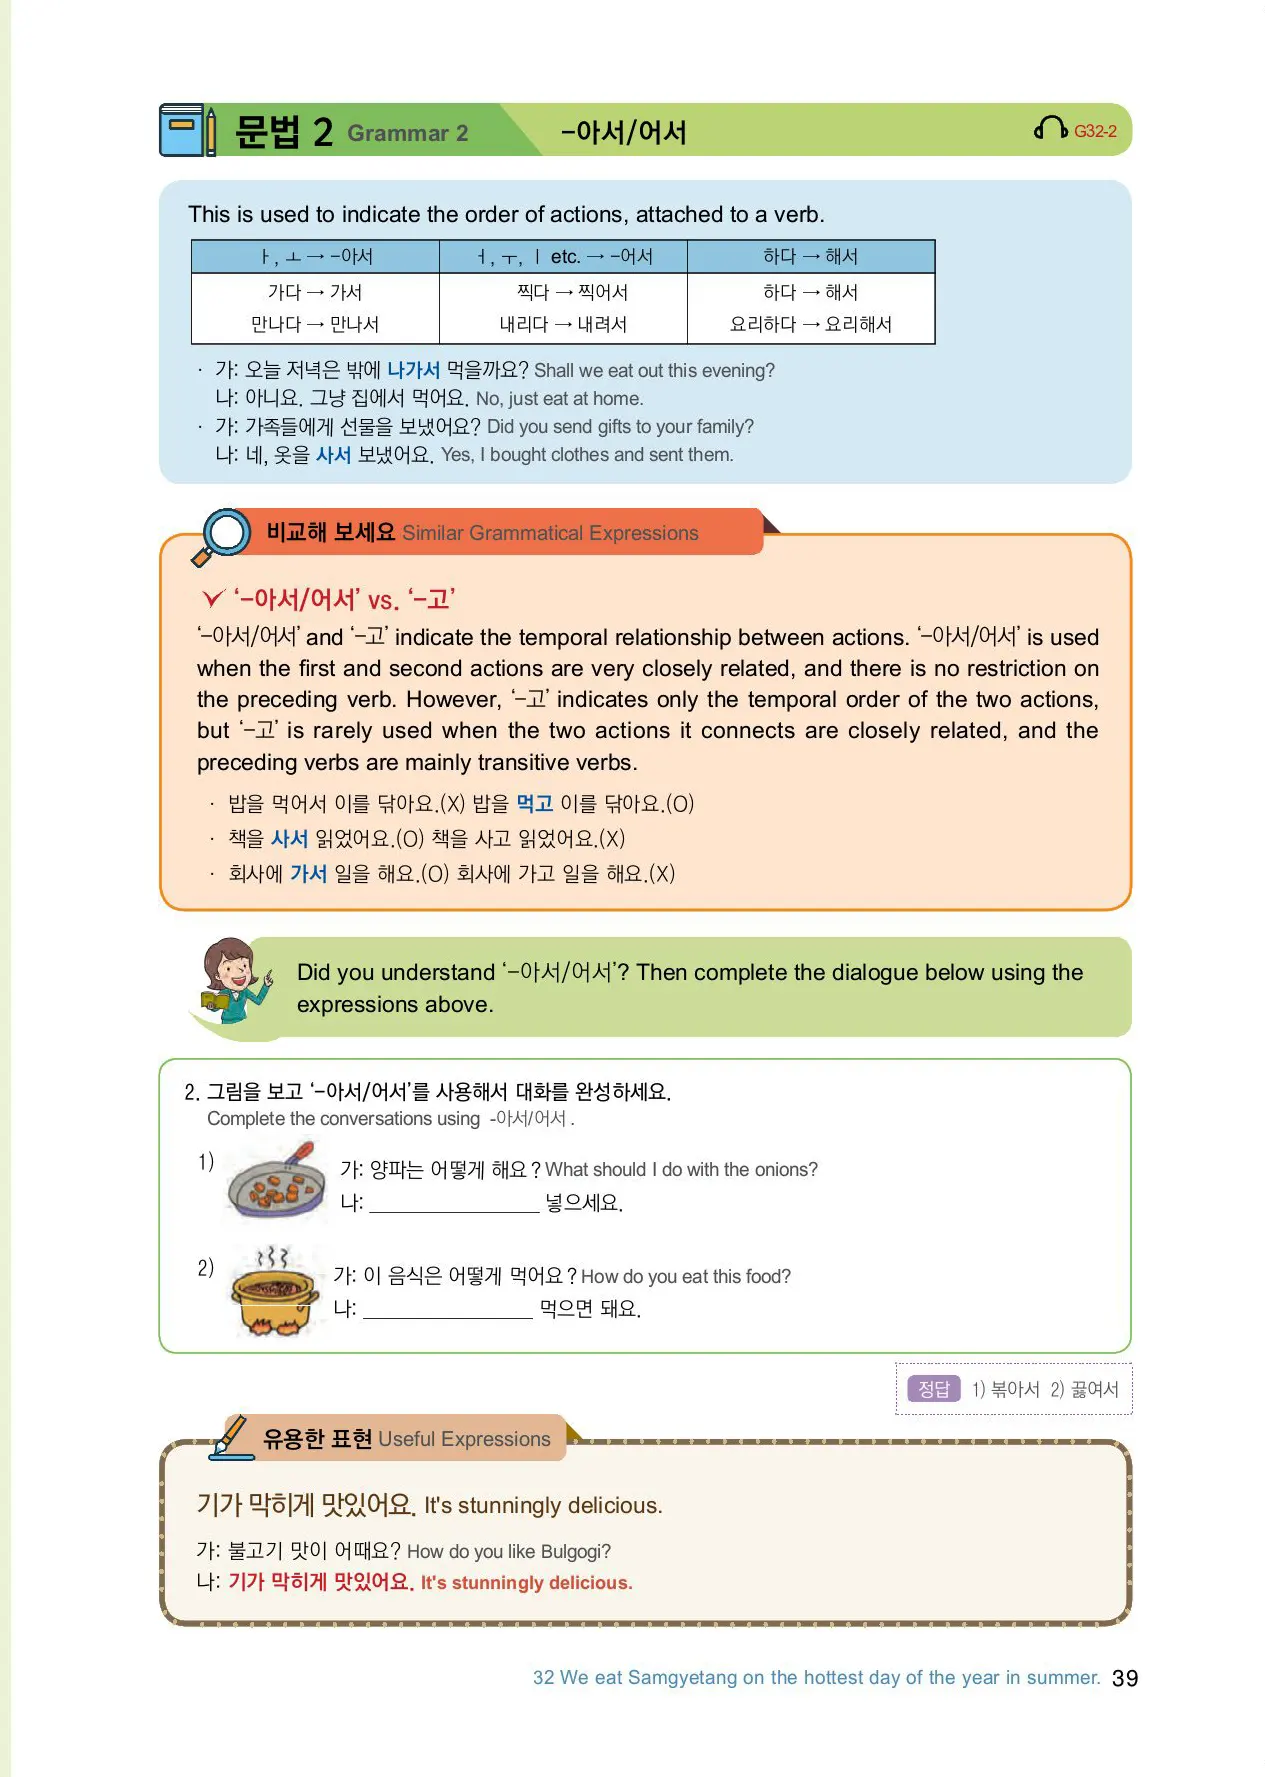 문법 2 Grammar 2 -아서/어서 G32-2
This is used to indicate the order of actions, attached to a verb.
ㅏ, ㅗ → -아서 ㅓ, ㅜ, ㅣ etc. → -어서 하다 → 해서
가다 → 가서 찍다 → 찍어서 하다 → 해서
만나다 → 만나서 내리다 → 내려서 요리하다 → 요리해서
· 가: 오늘 저녁은 밖에 나가서 먹을까요? Shall we eat out this evening?
나: 아니요. 그냥 집에서 먹어요. No, just eat at home.
· 가: 가족들에게 선물을 보냈어요? Did you send gifts to your family?
나: 네, 옷을 사서 보냈어요. Yes, I bought clothes and sent them.
비교해 보세요 Similar Grammatical Expressions
‘-아서/어서’ vs. ‘-고’
‘-아서/어서’ and ‘-고’ indicate the temporal relationship between actions. ‘-아서/어서’ is used
when the first and second actions are very closely related, and there is no restriction on
the preceding verb. However, ‘-고’ indicates only the temporal order of the two actions,
but ‘-고’ is rarely used when the two actions it connects are closely related, and the
preceding verbs are mainly transitive verbs.
· 밥을 먹어서 이를 닦아요.(X) 밥을 먹고 이를 닦아요.(O)
· 책을 사서 읽었어요.(O) 책을 사고 읽었어요.(X)
· 회사에 가서 일을 해요.(O) 회사에 가고 일을 해요.(X)
Did you understand ‘-아서/어서’? Then complete the dialogue below using the
expressions above.
2. 그림을 보고 ‘-아서/어서’를 사용해서 대화를 완성하세요.
Complete the conversations using -아서/어서 .
1) 가: 양파는 어떻게 해요? What should I do with the onions?
나: ________________ 넣으세요.
2) 가: 이 음식은 어떻게 먹어요? How do you eat this food?
나: ________________ 먹으면 돼요.
정답 1) 볶아서 2) 끓여서
유용한 표현 Useful Expressions
기가 막히게 맛있어요. It's stunningly delicious.
가: 불고기 맛이 어때요? How do you like Bulgogi?
나: 기가 막히게 맛있어요. It's stunningly delicious.
32 We eat Samgyetang on the hottest day of the year in summer. 39